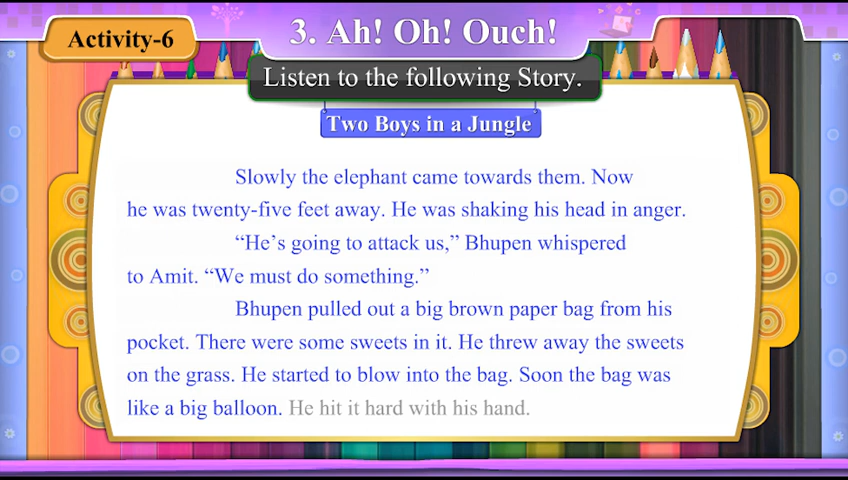 Activity-6
3. Ah! Oh! Ouch!
Listen to the following Story.
Two Boys in a Jungle
Slowly the elephant came towards them. Now
he was twenty-five feet away. He was shaking his head in anger.
“He’s going to attack us,” Bhupen whispered
to Amit. “We must do something.”
Bhupen pulled out a big brown paper bag from his
pocket. There were some sweets in it. He threw away the sweets
on the grass. He started to blow into the bag. Soon the bag was
like a big balloon. He hit it hard with his hand.